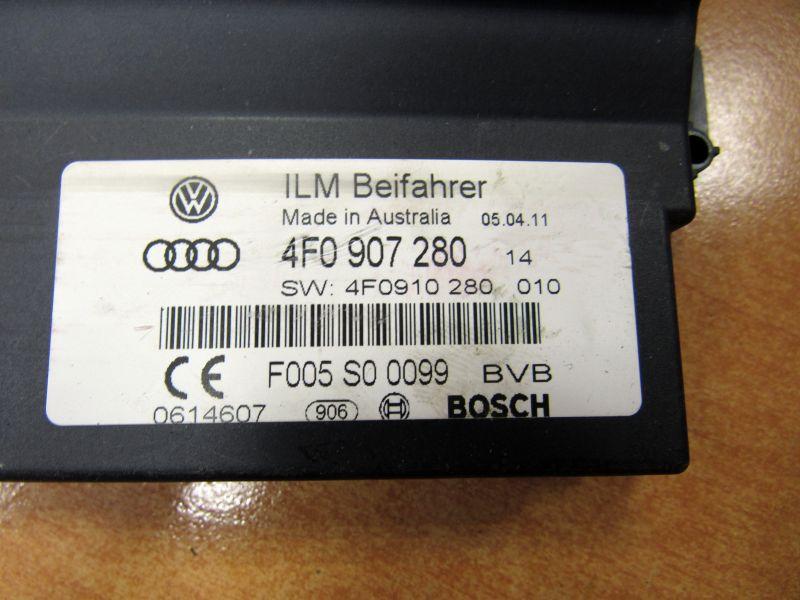 ILM Beifahrer
Made in Australia 05.04.11
4F0 907 280 14
SW: 4F0910 280 010
CE F005 S0 0099 BVB
0614607 906 BOSCH